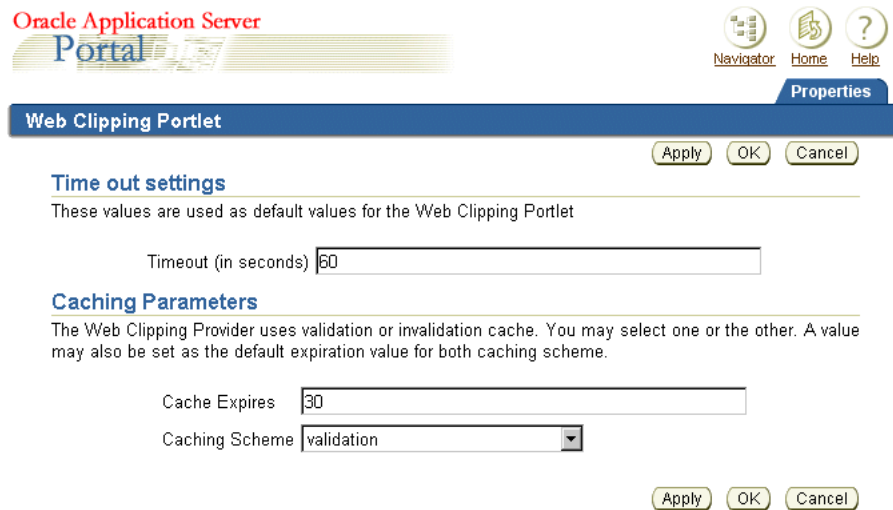 Oracle Application Server
Portal
Navigator Home Help
Properties
Web Clipping Portlet
Apply OK Cancel
Time out settings
These values are used as default values for the Web Clipping Portlet
Timeout (in seconds) 60
Caching Parameters
The Web Clipping Provider uses validation or invalidation cache. You may select one or the other. A value
may also be set as the default expiration value for both caching scheme.
Cache Expires 30
Caching Scheme validation
Apply OK Cancel